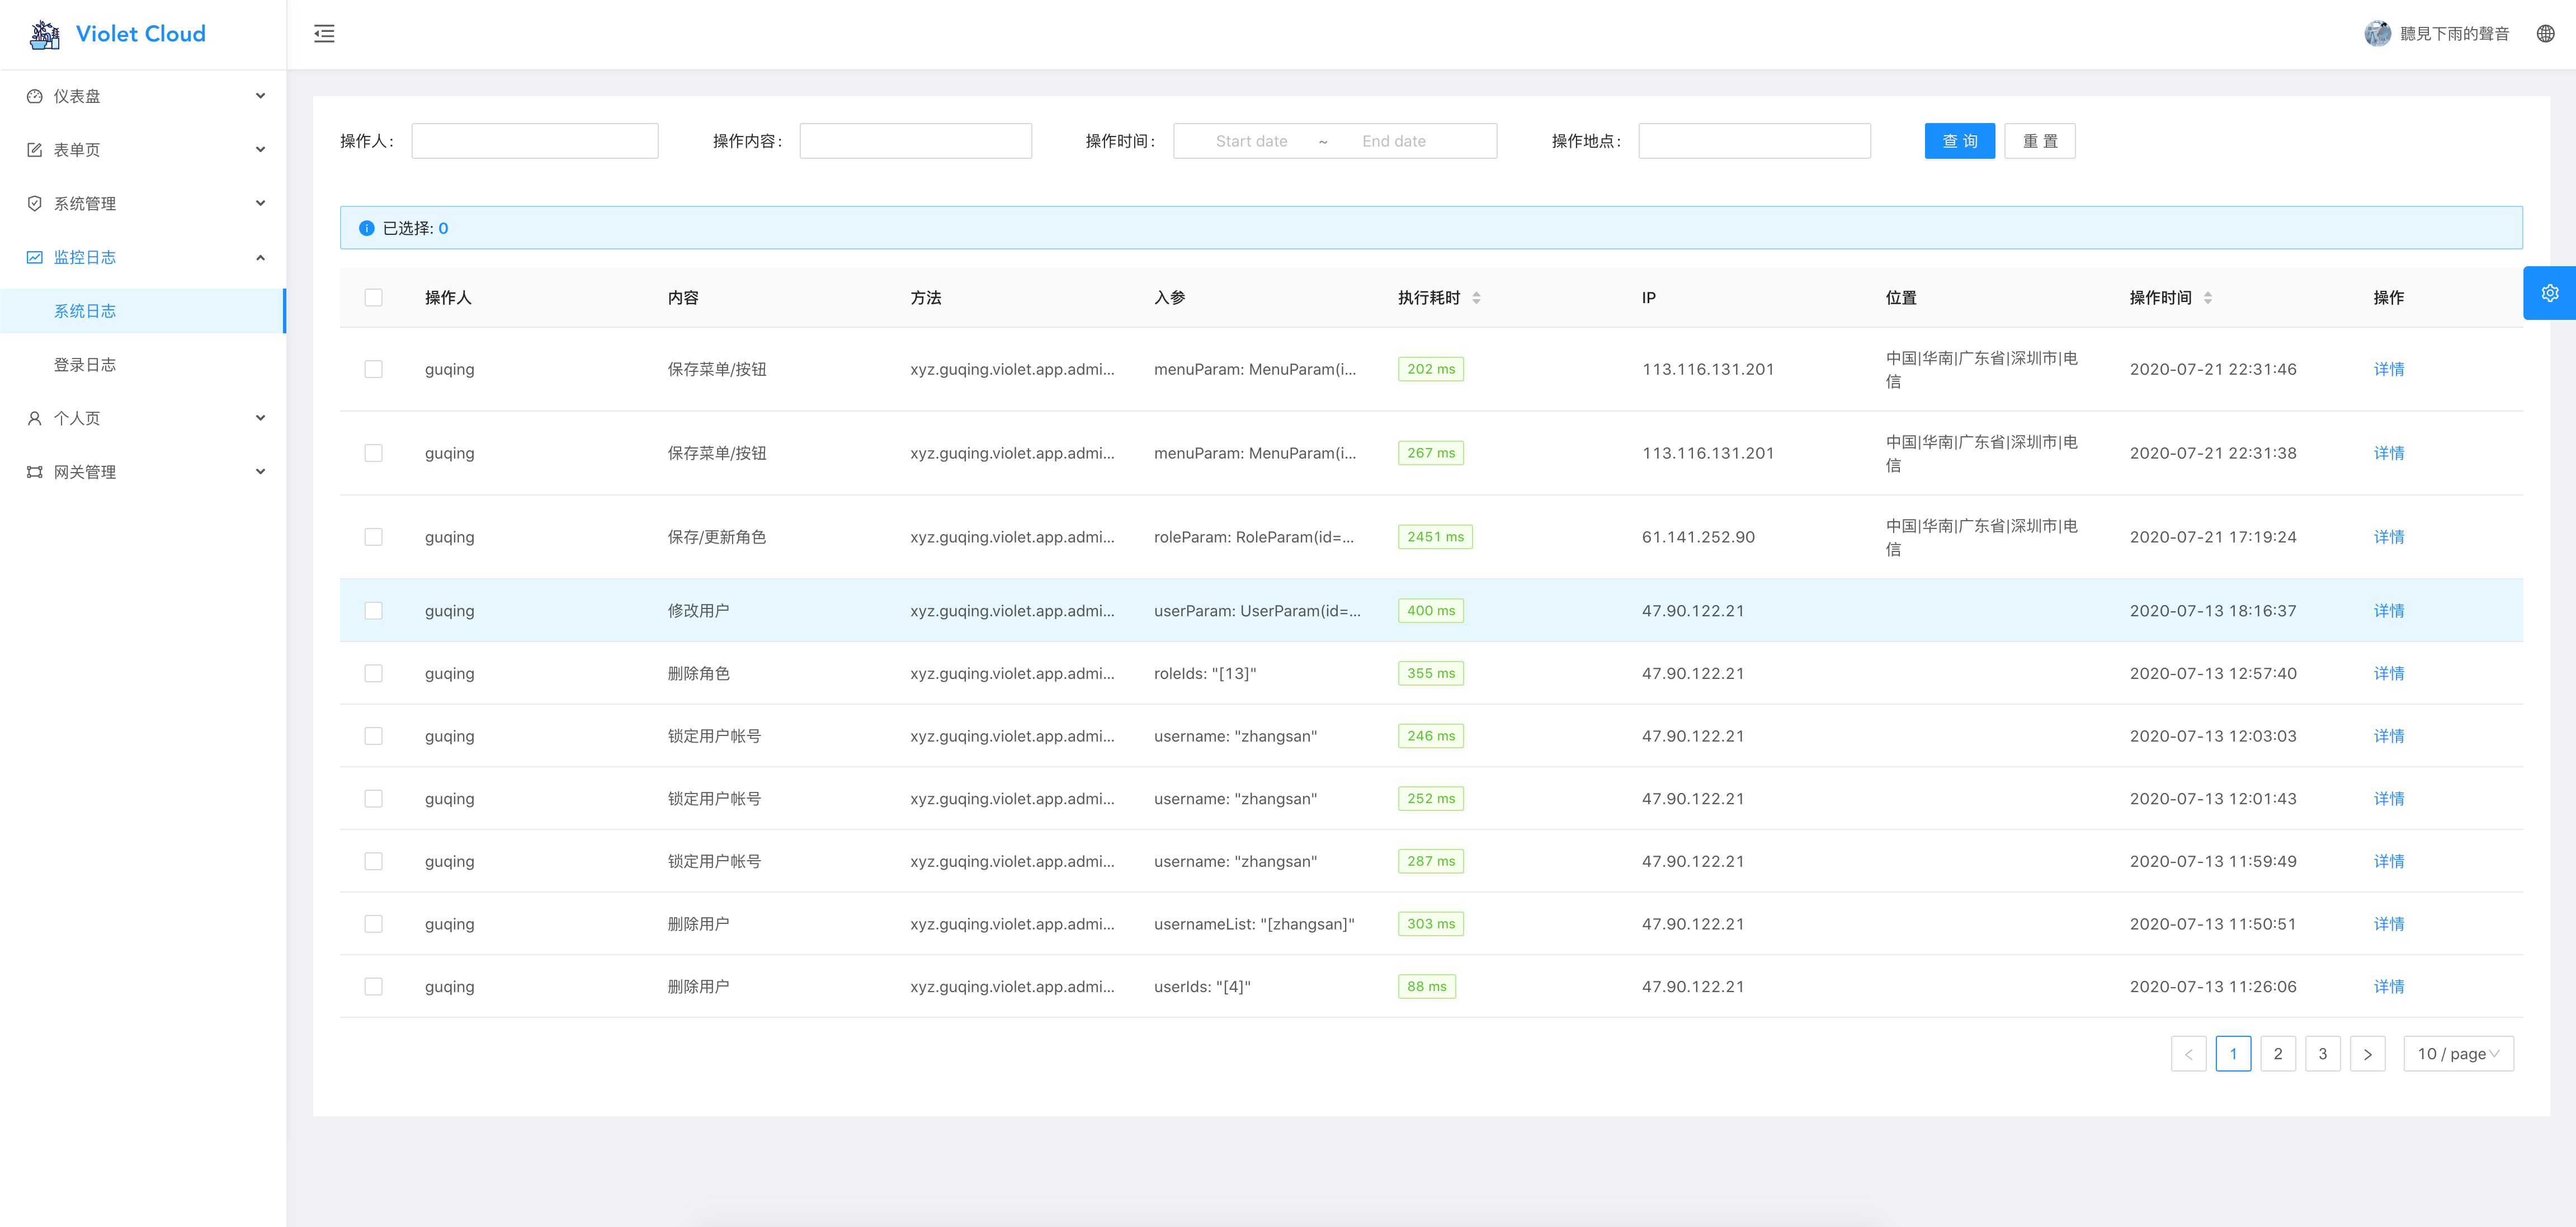 Violet Cloud
聽見下雨的聲音
仪表盘
表单页
系统管理
监控日志
系统日志
登录日志
个人页
网关管理
操作人: 操作内容: 操作时间: Start date ~ End date 操作地点: 查 询 重 置
已选择: 0
操作人 内容 方法 入参 执行耗时 IP 位置 操作时间 操作
guqing 保存菜单/按钮 xyz.guqing.violet.app.admi... menuParam: MenuParam(i... 202 ms 113.116.131.201 中国|华南|广东省|深圳市|电信 2020-07-21 22:31:46 详情
guqing 保存菜单/按钮 xyz.guqing.violet.app.admi... menuParam: MenuParam(i... 267 ms 113.116.131.201 中国|华南|广东省|深圳市|电信 2020-07-21 22:31:38 详情
guqing 保存/更新角色 xyz.guqing.violet.app.admi... roleParam: RoleParam(id=... 2451 ms 61.141.252.90 中国|华南|广东省|深圳市|电信 2020-07-21 17:19:24 详情
guqing 修改用户 xyz.guqing.violet.app.admi... userParam: UserParam(id=... 400 ms 47.90.122.21 2020-07-13 18:16:37 详情
guqing 删除角色 xyz.guqing.violet.app.admi... roleIds: "[13]" 355 ms 47.90.122.21 2020-07-13 12:57:40 详情
guqing 锁定用户帐号 xyz.guqing.violet.app.admi... username: "zhangsan" 246 ms 47.90.122.21 2020-07-13 12:03:03 详情
guqing 锁定用户帐号 xyz.guqing.violet.app.admi... username: "zhangsan" 252 ms 47.90.122.21 2020-07-13 12:01:43 详情
guqing 锁定用户帐号 xyz.guqing.violet.app.admi... username: "zhangsan" 287 ms 47.90.122.21 2020-07-13 11:59:49 详情
guqing 删除用户 xyz.guqing.violet.app.admi... usernameList: "[zhangsan]" 303 ms 47.90.122.21 2020-07-13 11:50:51 详情
guqing 删除用户 xyz.guqing.violet.app.admi... userIds: "[4]" 88 ms 47.90.122.21 2020-07-13 11:26:06 详情
< 1 2 3 > 10 / page